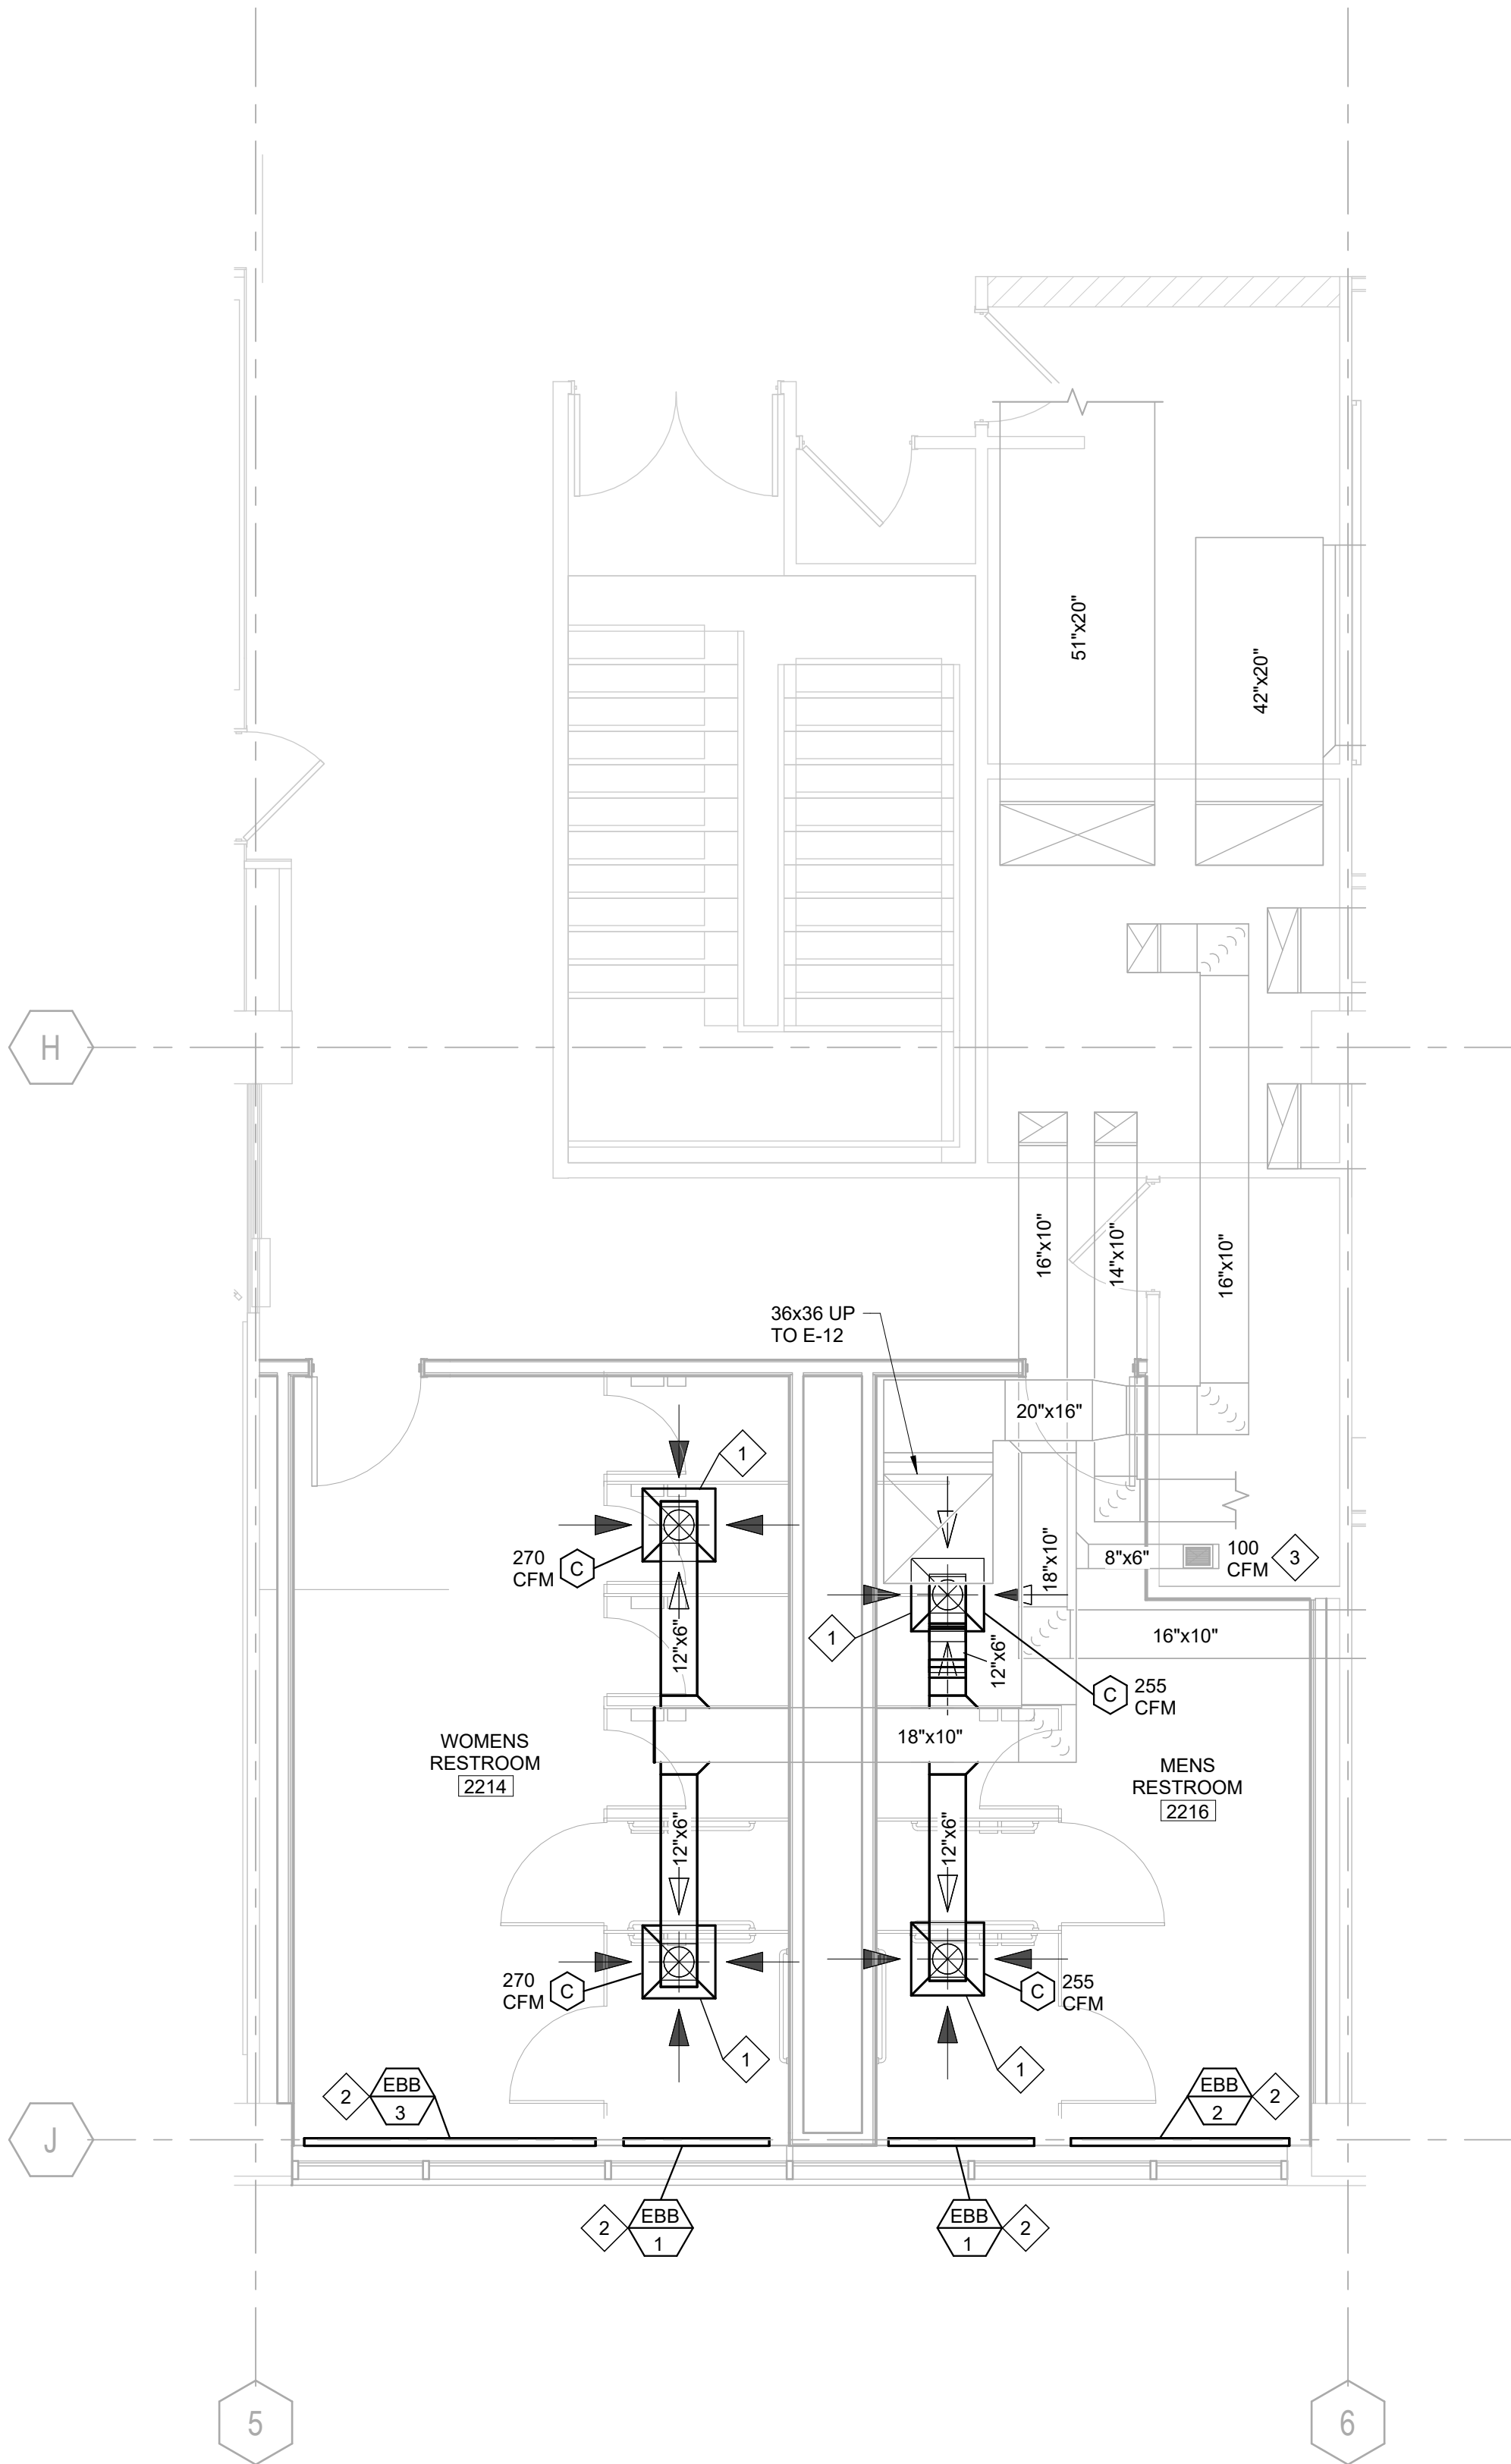 51"x20"
42"x20"
H
16"x10"
14"x10"
16"x10"
36x36 UP
TO E-12
20"x16"
1
270
CFM
C
12"x6"
18"x10"
8"x6"
100
CFM
3
1
12"x6"
16"x10"
C
255
CFM
18"x10"
WOMENS
RESTROOM
2214
MENS
RESTROOM
2216
12"x6"
12"x6"
270
CFM
C
C
255
CFM
1
1
2
EBB
3
EBB
2
2
J
2
EBB
1
EBB
1
2
5
6